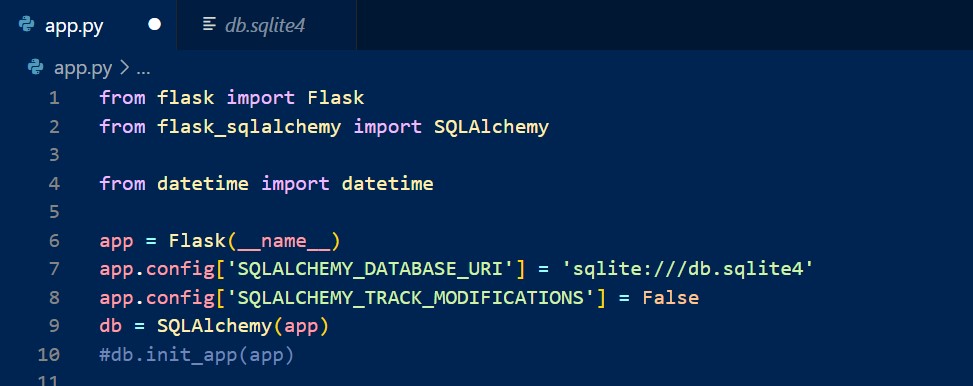 app.py db.sqlite4
app.py > ...
1 from flask import Flask
2 from flask_sqlalchemy import SQLAlchemy
3
4 from datetime import datetime
5
6 app = Flask(__name__)
7 app.config['SQLALCHEMY_DATABASE_URI'] = 'sqlite:///db.sqlite4'
8 app.config['SQLALCHEMY_TRACK_MODIFICATIONS'] = False
9 db = SQLAlchemy(app)
10 #db.init_app(app)
11